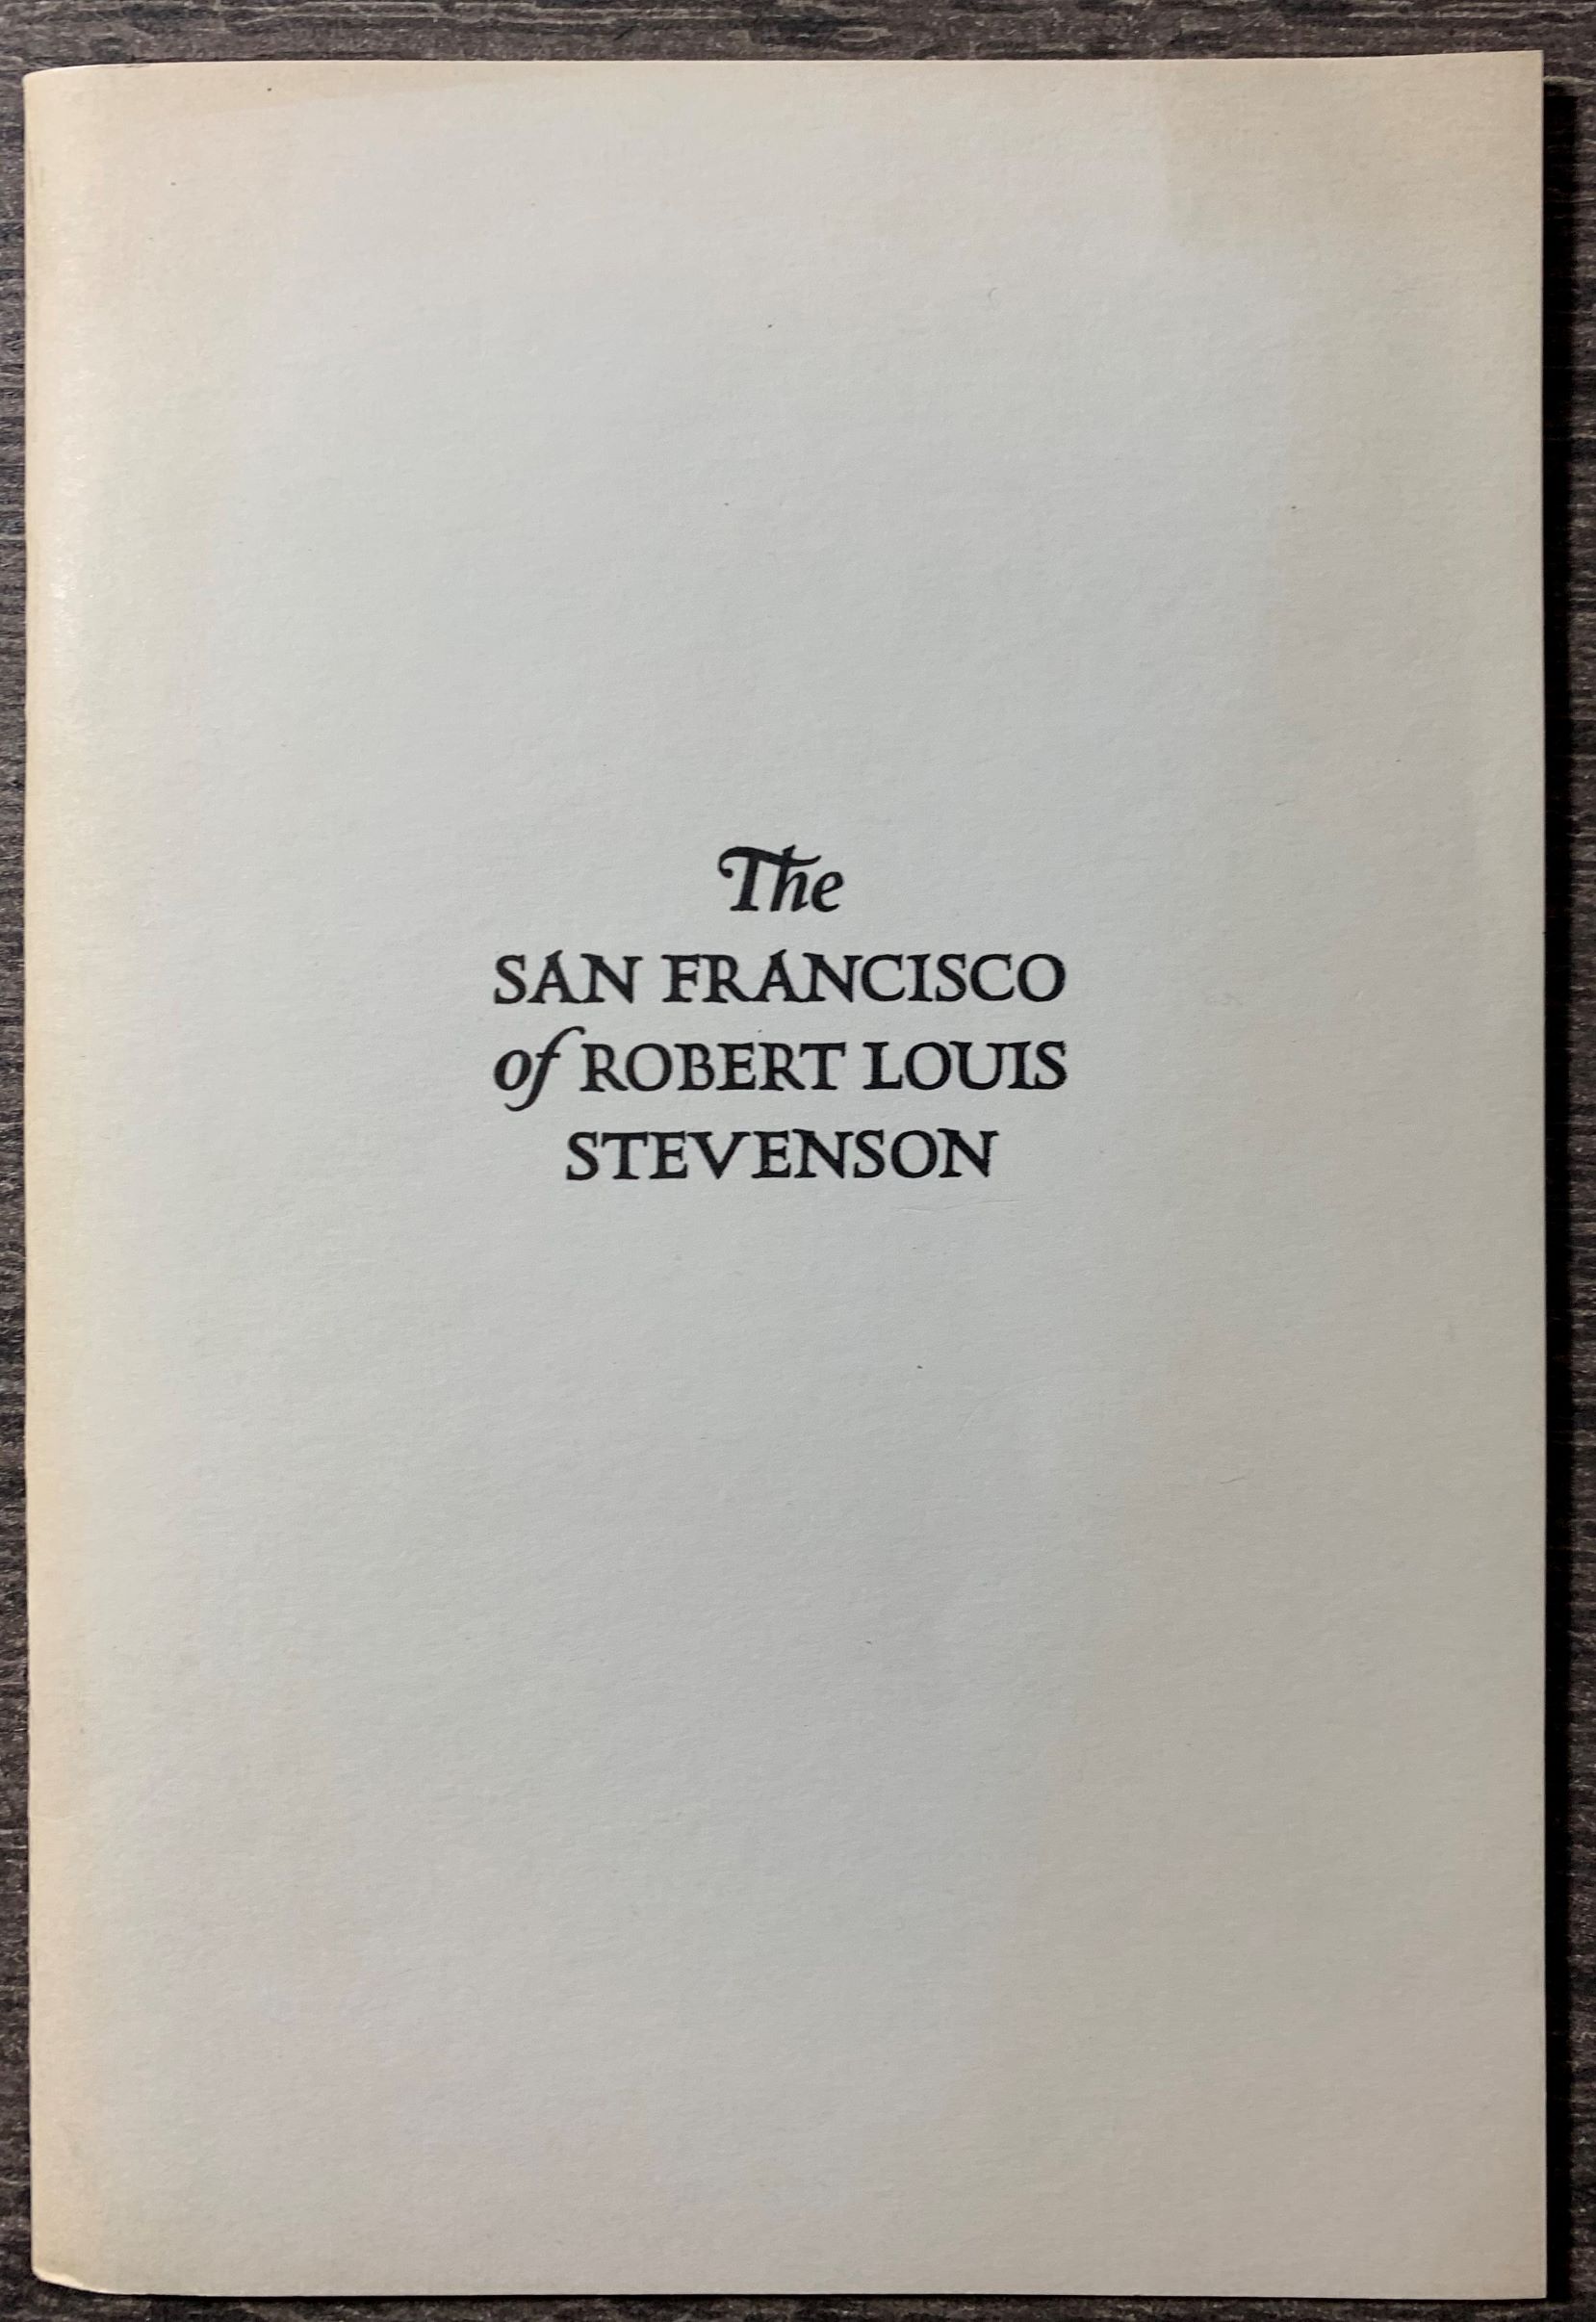 The
SAN FRANCISCO
of ROBERT LOUIS
STEVENSON